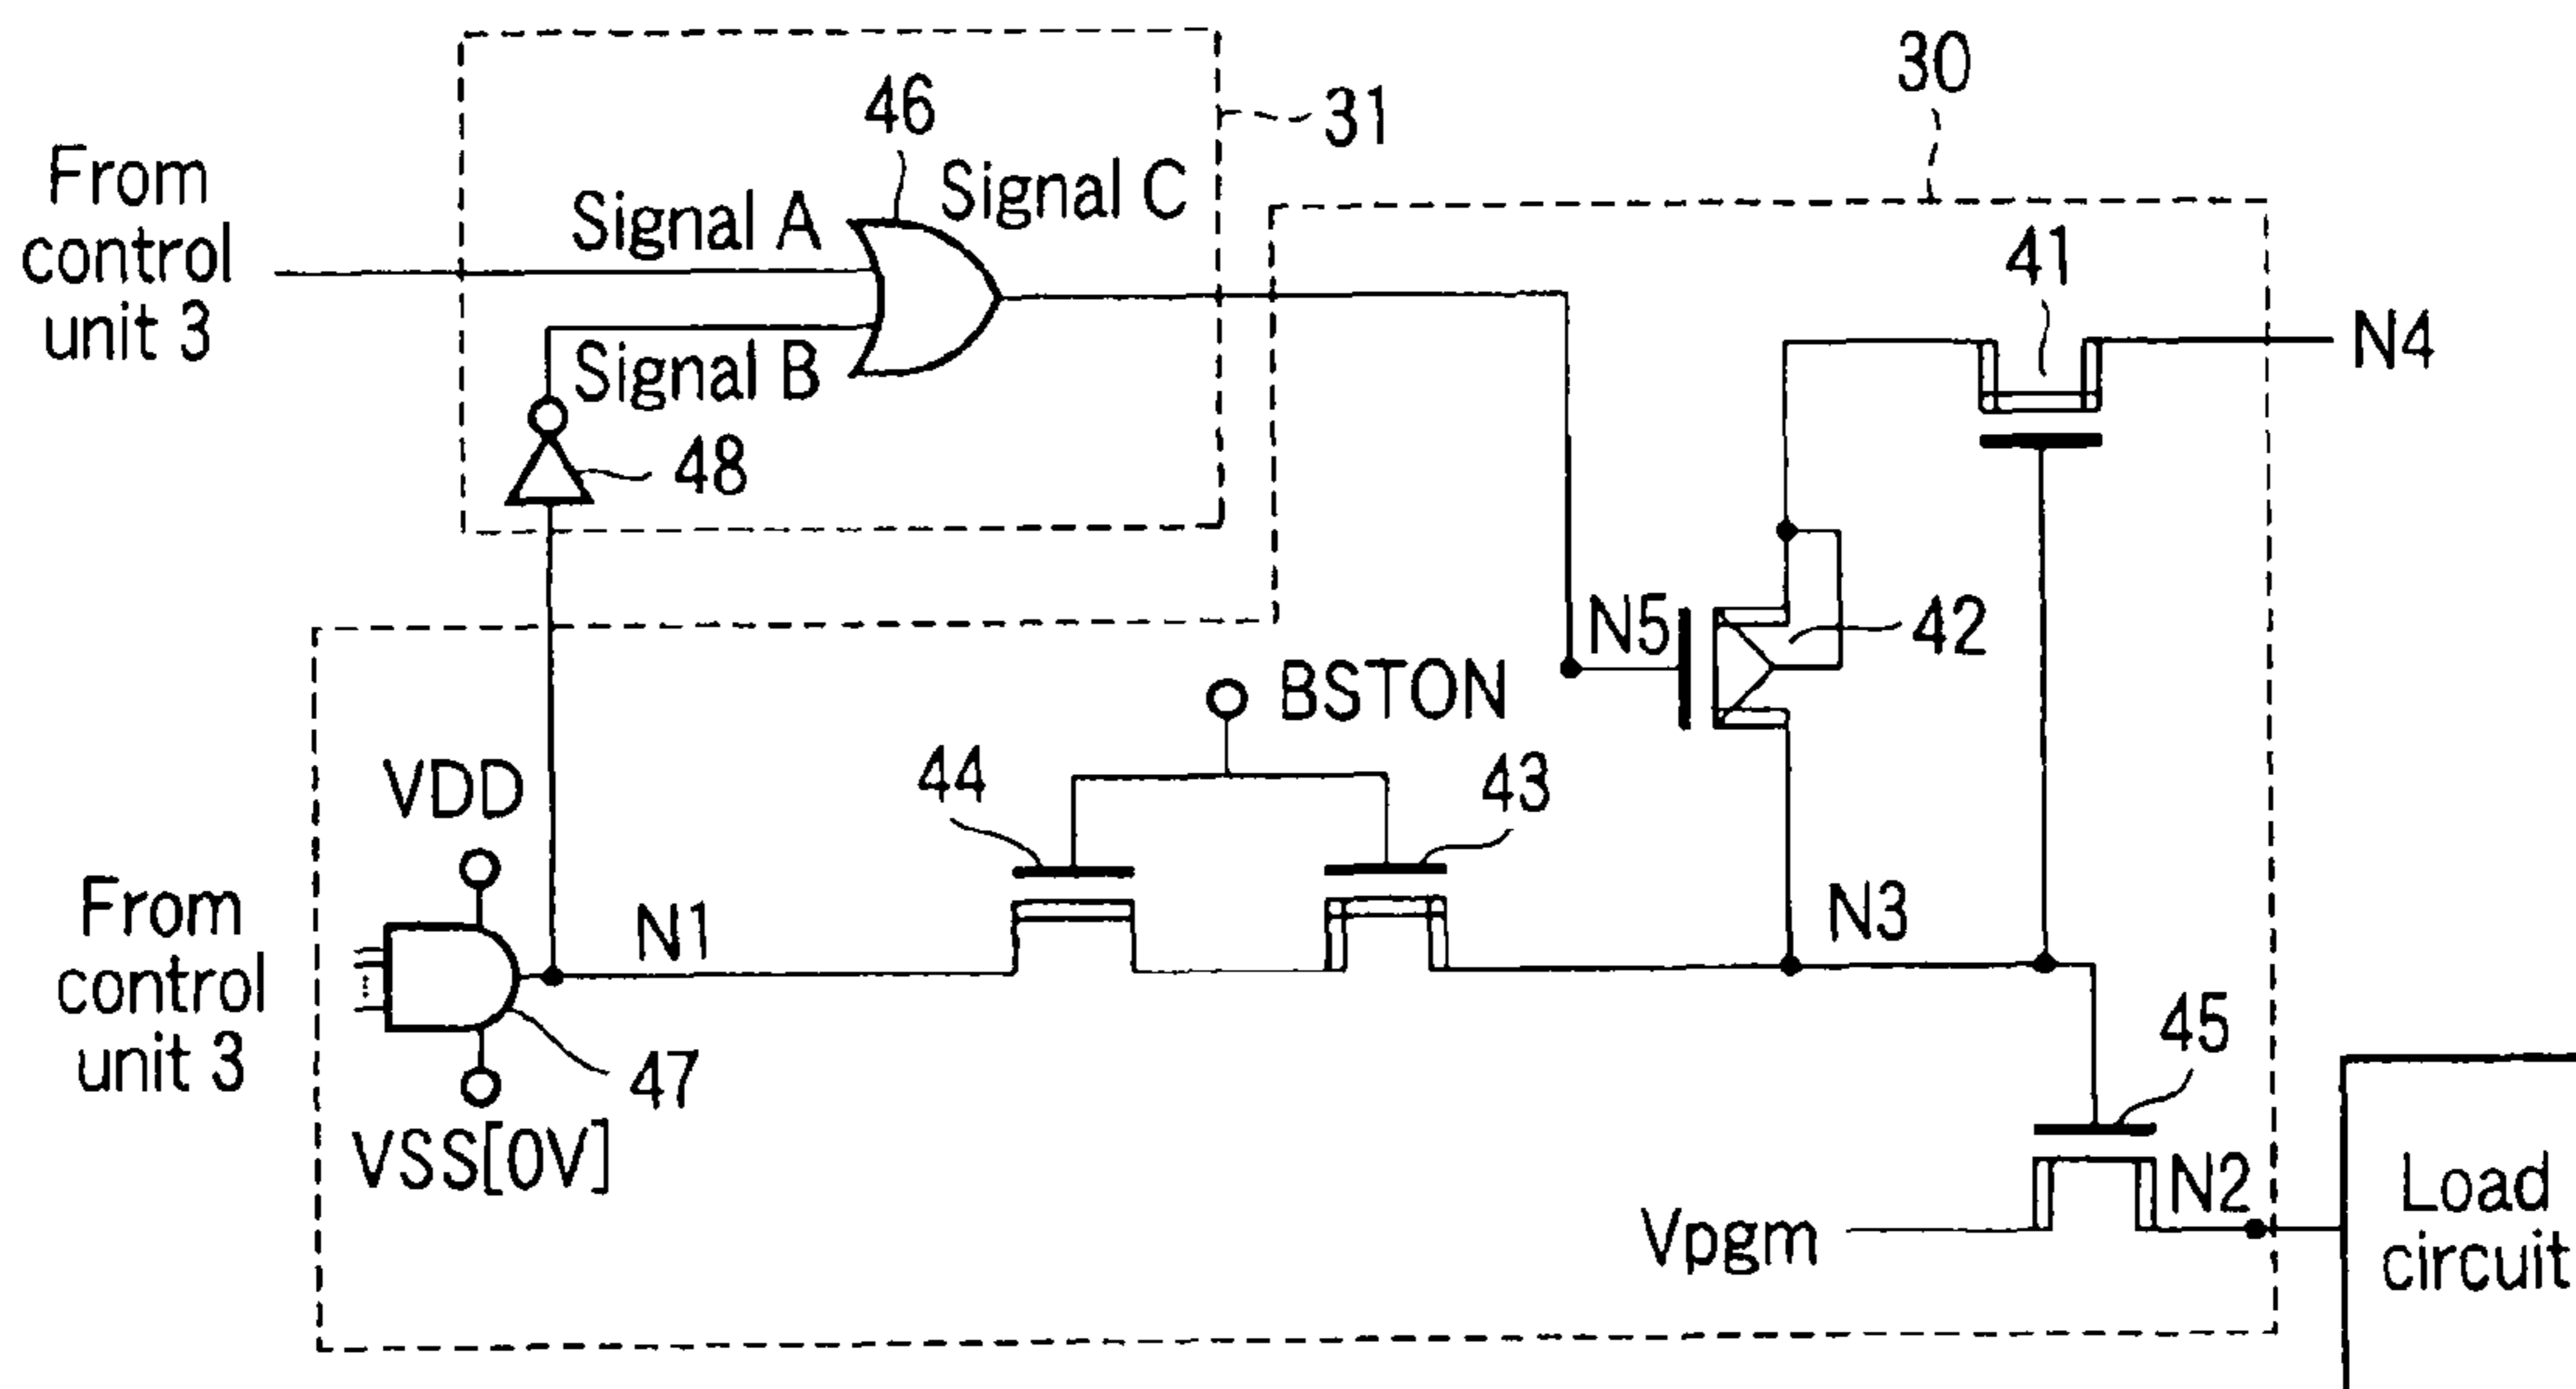 30
46
31
From
control
unit 3
Signal A
Signal C
41
N4
Signal B
48
N5
42
BSTON
VDD
44
43
From
control
unit 3
N1
N3
45
47
VSS[0V]
N2
Vpgm
Load
circuit